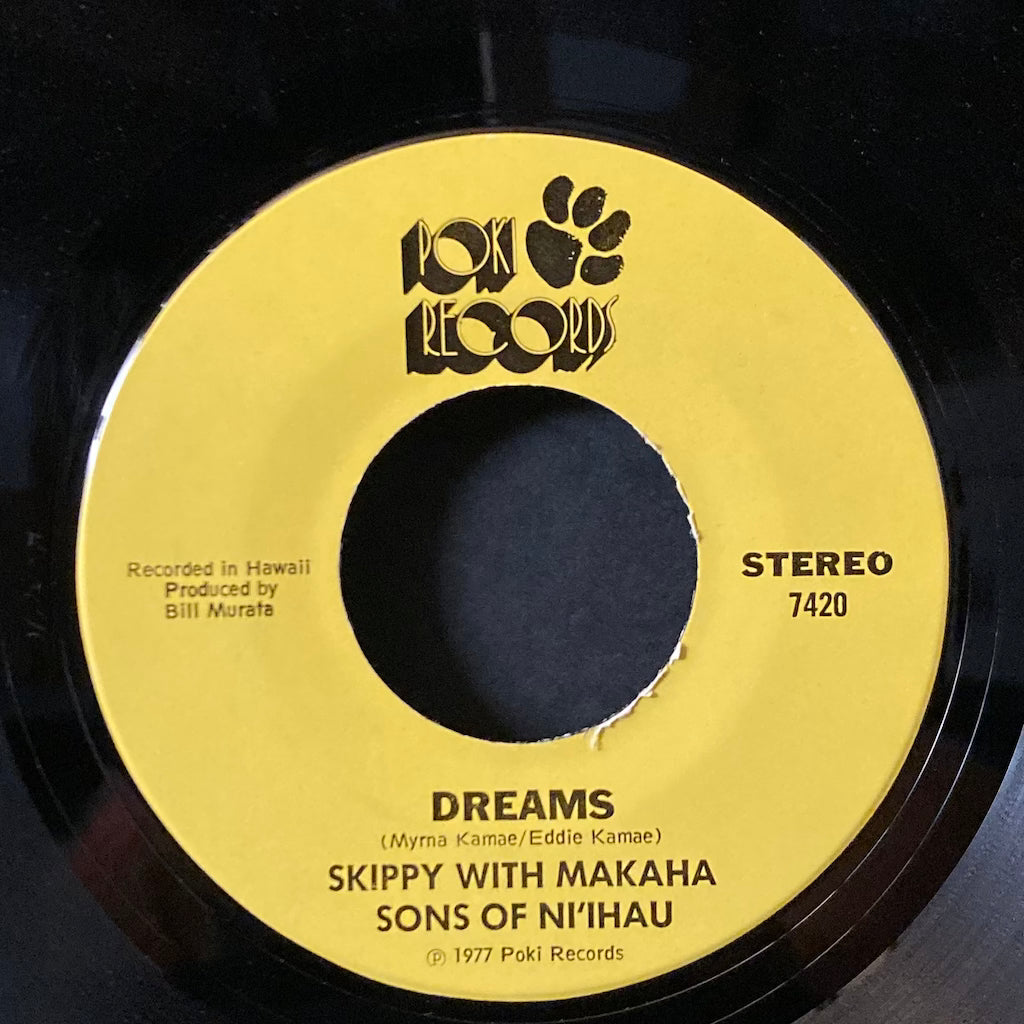 POKI
RECORDS
Recorded in Hawaii
Produced by
Bill Murata
STEREO
7420
DREAMS
(Myrna Kamae/Eddie Kamae)
SKIPPY WITH MAKAHA
SONS OF NI'IHAU
℗ 1977 Poki Records